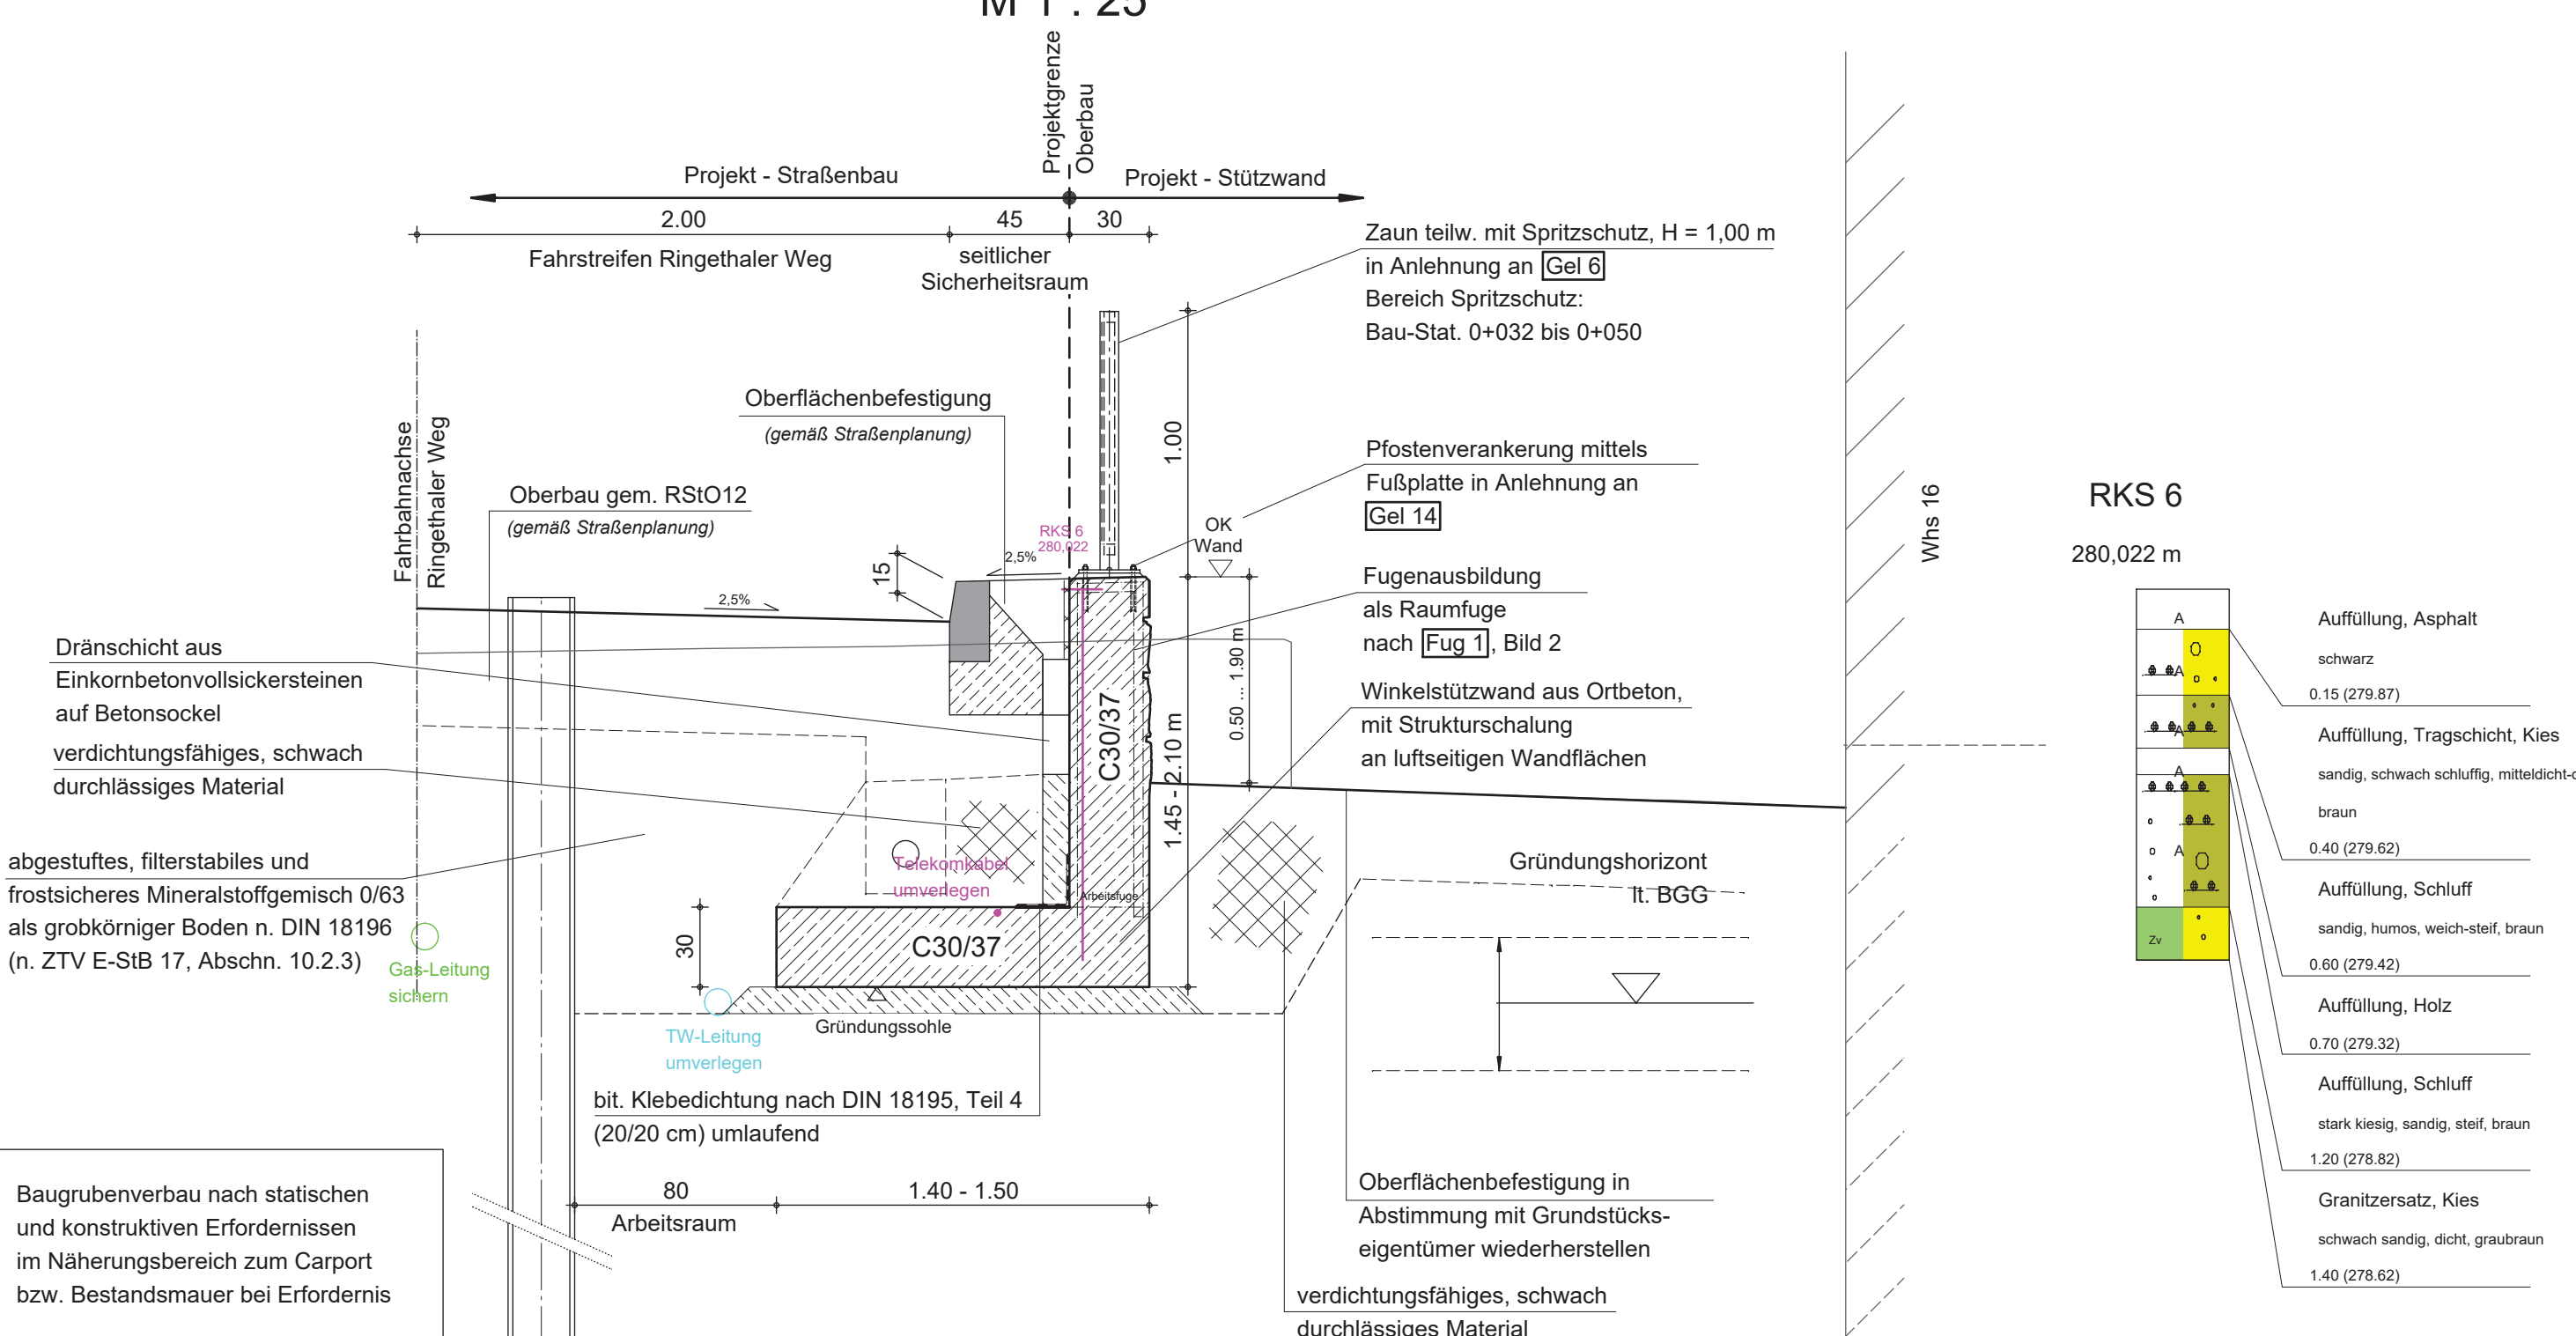 M 1 : 25
Projektgrenze
Oberbau
Projekt - Straßenbau
Projekt - Stützwand
2.00
45
30
Fahrstreifen Ringethaler Weg
seitlicher
Sicherheitsraum
Zaun teilw. mit Spritzschutz, H = 1,00 m
in Anlehnung an Gel 6
Bereich Spritzschutz:
Bau-Stat. 0+032 bis 0+050
Oberflächenbefestigung
(gemäß Straßenplanung)
Fahrbahnachse
Ringethaler Weg
Oberbau gem. RStO12
(gemäß Straßenplanung)
1.00
Pfostenverankerung mittels
Fußplatte in Anlehnung an
Gel 14
RKS 6
280,022
OK
Wand
2,5%
15
2,5%
Fugenausbildung
als Raumfuge
nach Fug 1, Bild 2
0.50 ... 1.90 m
Dränschicht aus
Einkornbetonvollsickersteinen
auf Betonsockel
verdichtungsfähiges, schwach
durchlässiges Material
C30/37
1.45 - 2.10 m
Winkelstützwand aus Ortbeton,
mit Strukturschalung
an luftseitigen Wandflächen
abgestuftes, filterstabiles und
frostsicheres Mineralstoffgemisch 0/63
als grobkörniger Boden n. DIN 18196
(n. ZTV E-StB 17, Abschn. 10.2.3)
Telekomkabel
umverlegen
Arbeitsfuge
Gründungshorizont
lt. BGG
30
C30/37
Gas-Leitung
sichern
TW-Leitung
umverlegen
Gründungssohle
bit. Klebedichtung nach DIN 18195, Teil 4
(20/20 cm) umlaufend
80
1.40 - 1.50
Arbeitsraum
Baugrubenverbau nach statischen
und konstruktiven Erfordernissen
im Näherungsbereich zum Carport
bzw. Bestandsmauer bei Erfordernis
Oberflächenbefestigung in
Abstimmung mit Grundstücks-
eigentümer wiederherstellen
verdichtungsfähiges, schwach
durchlässiges Material
Whs 16
RKS 6
280,022 m
A
A
A
A
A
Zv
Auffüllung, Asphalt
schwarz
0.15 (279.87)
Auffüllung, Tragschicht, Kies
sandig, schwach schluffig, mitteldicht-
braun
0.40 (279.62)
Auffüllung, Schluff
sandig, humos, weich-steif, braun
0.60 (279.42)
Auffüllung, Holz
0.70 (279.32)
Auffüllung, Schluff
stark kiesig, sandig, steif, braun
1.20 (278.82)
Granitzersatz, Kies
schwach sandig, dicht, graubraun
1.40 (278.62)